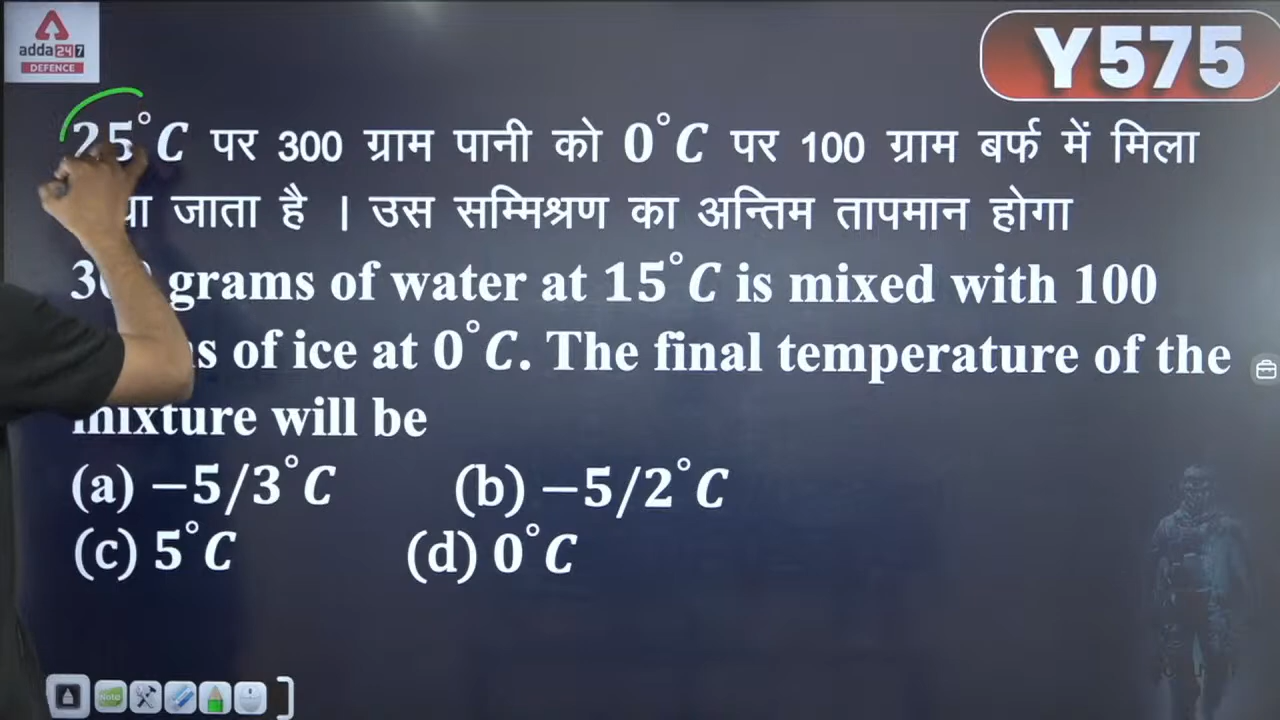 adda247
DEFENCE
Y575
25°C पर 300 ग्राम पानी को 0°C पर 100 ग्राम बर्फ में मिला
जाता है । उस सम्मिश्रण का अन्तिम तापमान होगा
grams of water at 15°C is mixed with 100
of ice at 0°C. The final temperature of the
mixture will be
(a) −5/3°C (b) −5/2°C
(c) 5°C (d) 0°C